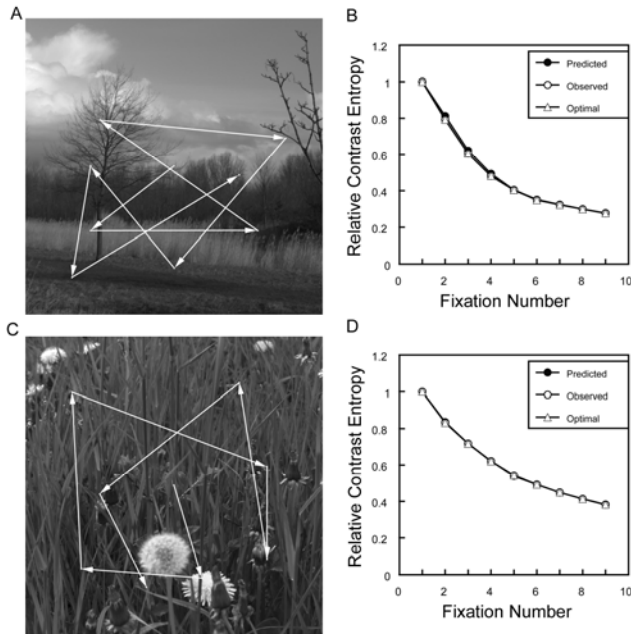 A
B
Relative Contrast Entropy
1.2
1
0.8
0.6
0.4
0.2
0
0 2 4 6 8 10
Fixation Number
Predicted
Observed
Optimal
C
D
Relative Contrast Entropy
1.2
1
0.8
0.6
0.4
0.2
0
0 2 4 6 8 10
Fixation Number
Predicted
Observed
Optimal